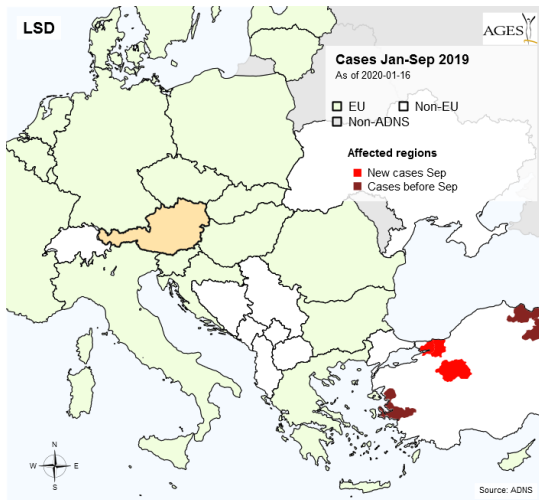 LSD
AGES
Cases Jan-Sep 2019
As of 2020-01-16
EU
Non-EU
Non-ADNS
Affected regions
New cases Sep
Cases before Sep
N
W
E
S
Source: ADNS